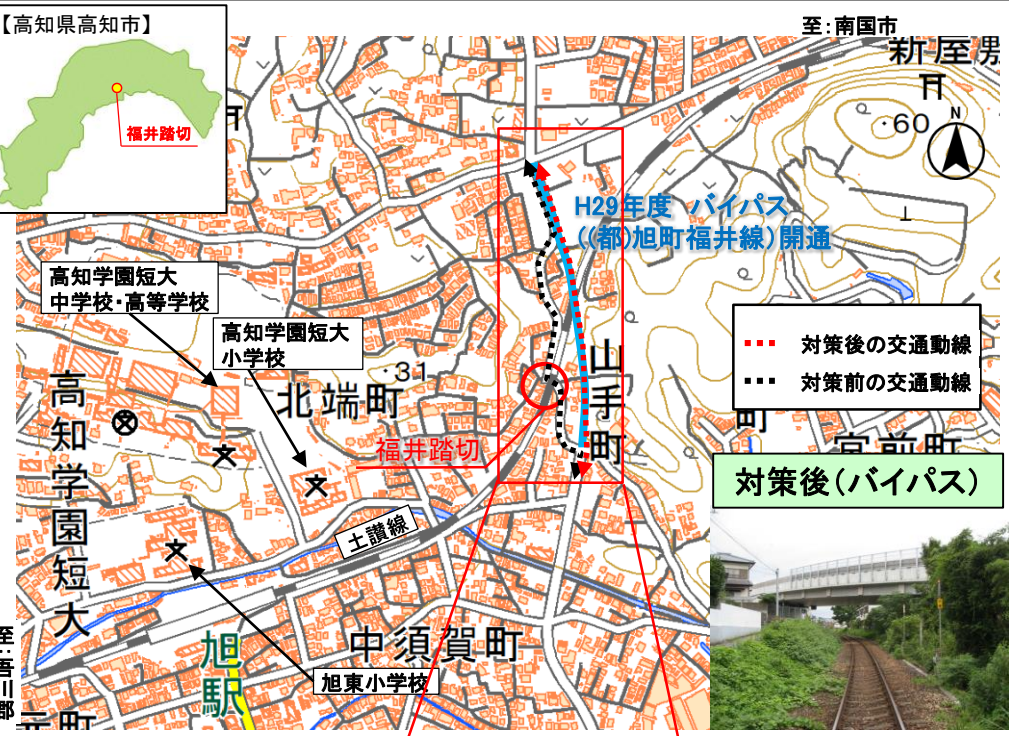 【高知県高知市】
福井踏切
至:南国市
新屋敷
60
N
H29年度 バイパス
((都)旭町福井線)開通
高知学園短大
中学校・高等学校
高知学園短大
小学校
対策後の交通動線
対策前の交通動線
31
北端町
山手町
町
宮前町
高知学園短大
福井踏切
対策後(バイパス)
土讃線
中須賀町
旭駅
旭東小学校
至:吾川郡
元町